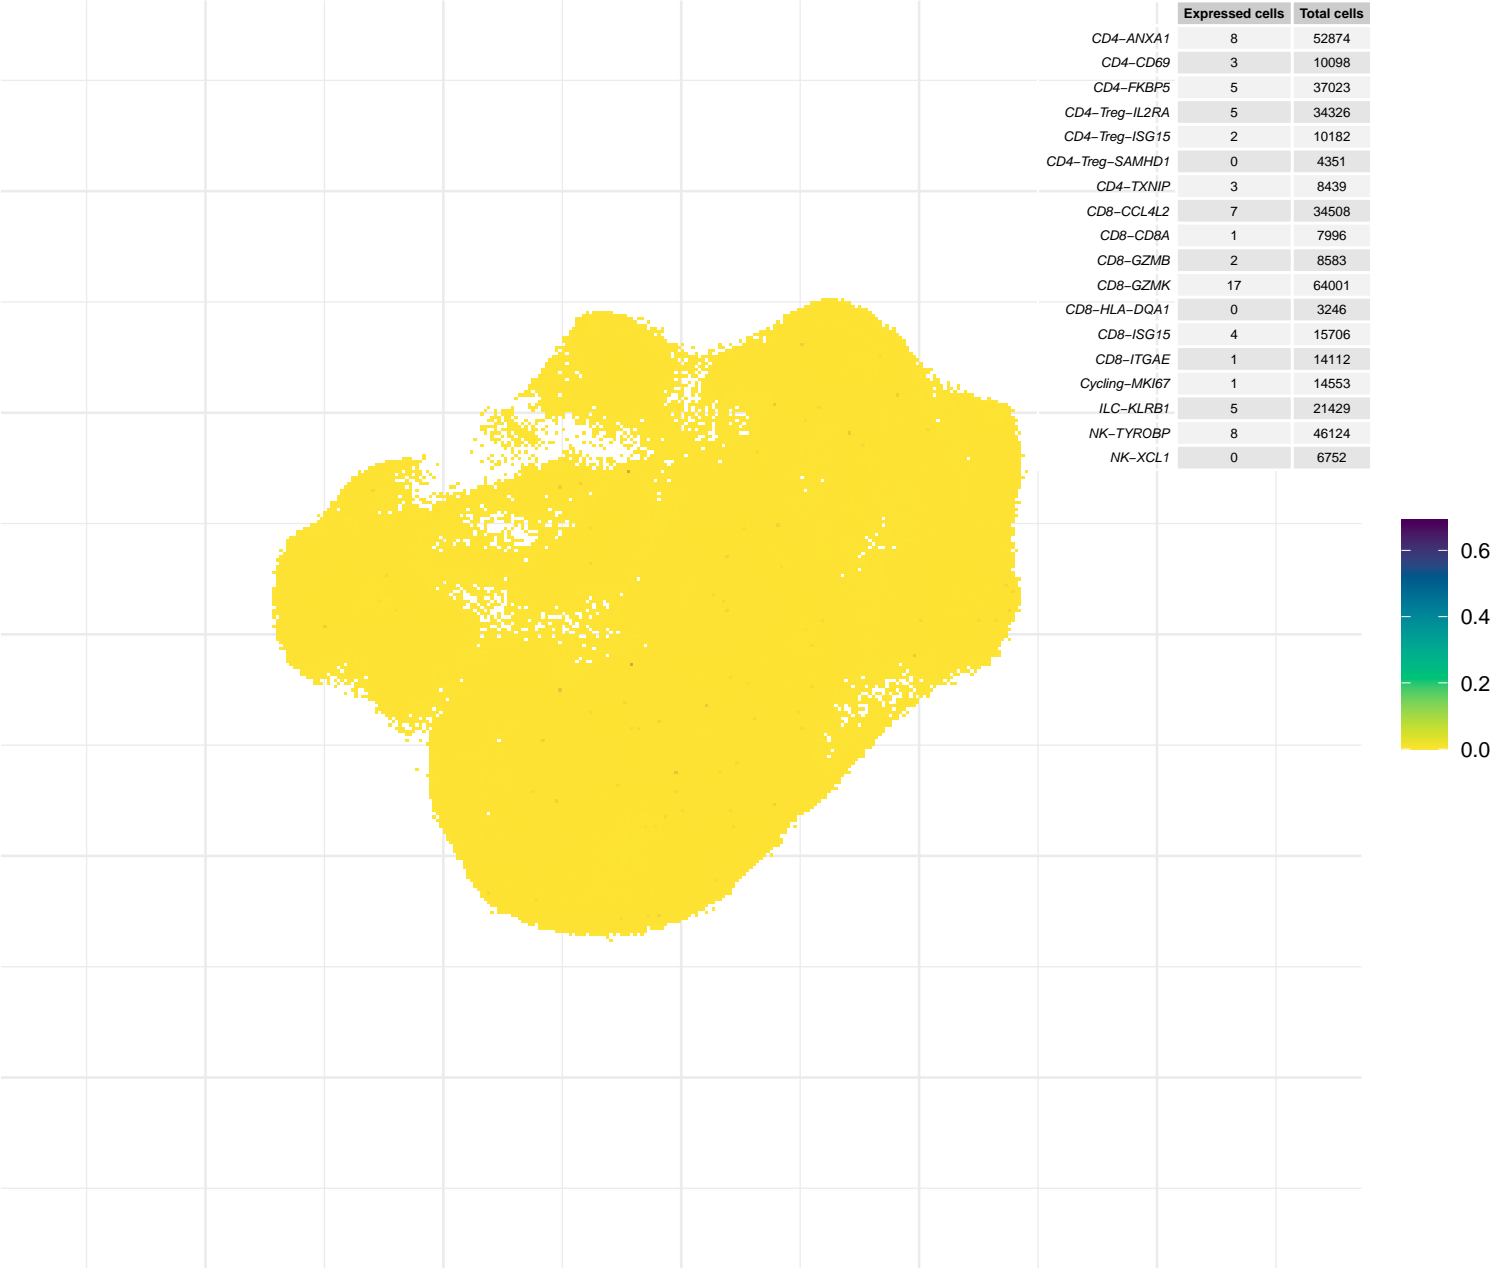 Expressed cells Total cells
CD4−ANXA1 8 52874
CD4−CD69 3 10098
CD4−FKBP5 5 37023
CD4−Treg−IL2RA 5 34326
CD4−Treg−ISG15 2 10182
CD4−Treg−SAMHD1 0 4351
CD4−TXNIP 3 8439
CD8−CCL4L2 7 34508
CD8−CD8A 1 7996
CD8−GZMB 2 8583
CD8−GZMK 17 64001
CD8−HLA−DQA1 0 3246
CD8−ISG15 4 15706
CD8−ITGAE 1 14112
Cycling−MKI67 1 14553
ILC−KLRB1 5 21429
NK−TYROBP 8 46124
NK−XCL1 0 6752
0.6
0.4
0.2
0.0